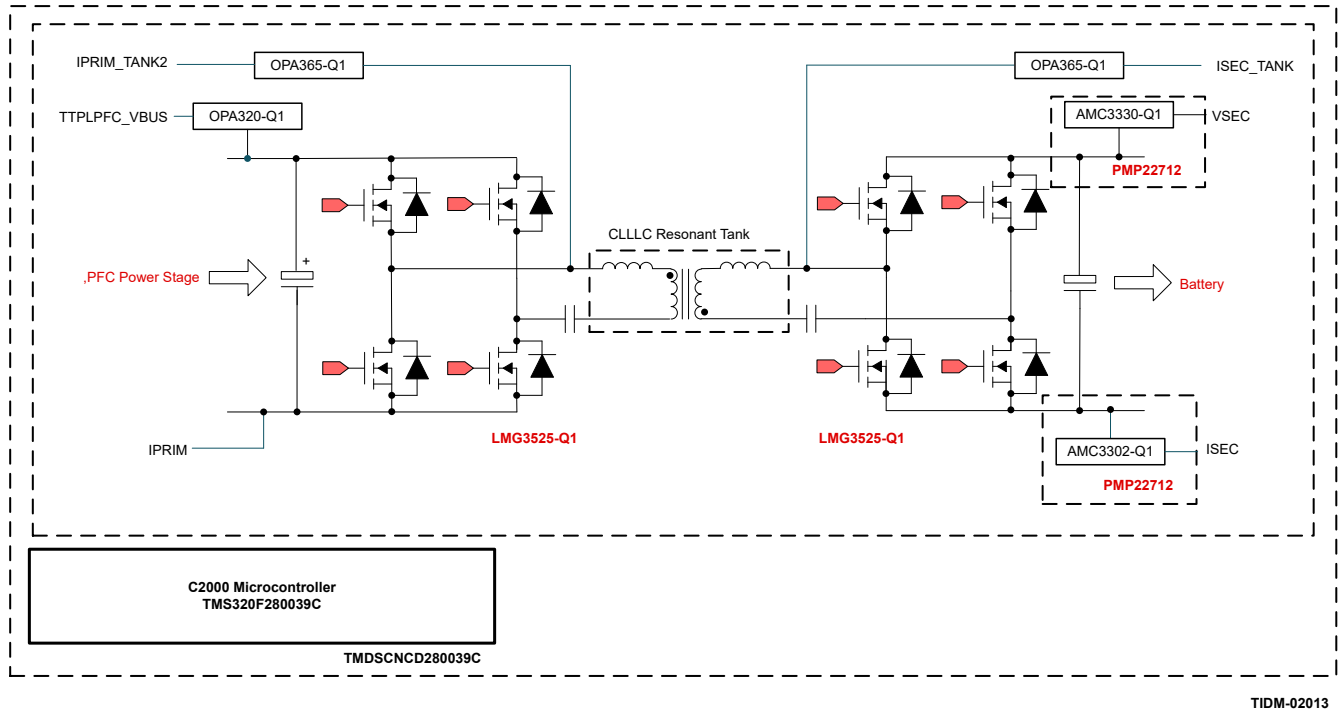 IPRIM_TANK2
OPA365-Q1
OPA365-Q1
ISEC_TANK
TTPLPFC_VBUS
OPA320-Q1
AMC3330-Q1
VSEC
PMP22712
CLLLC Resonant Tank
+
,PFC Power Stage
Battery
LMG3525-Q1
LMG3525-Q1
IPRIM
AMC3302-Q1
ISEC
PMP22712
C2000 Microcontroller
TMS320F280039C
TMDSCNCD280039C
TIDM-02013